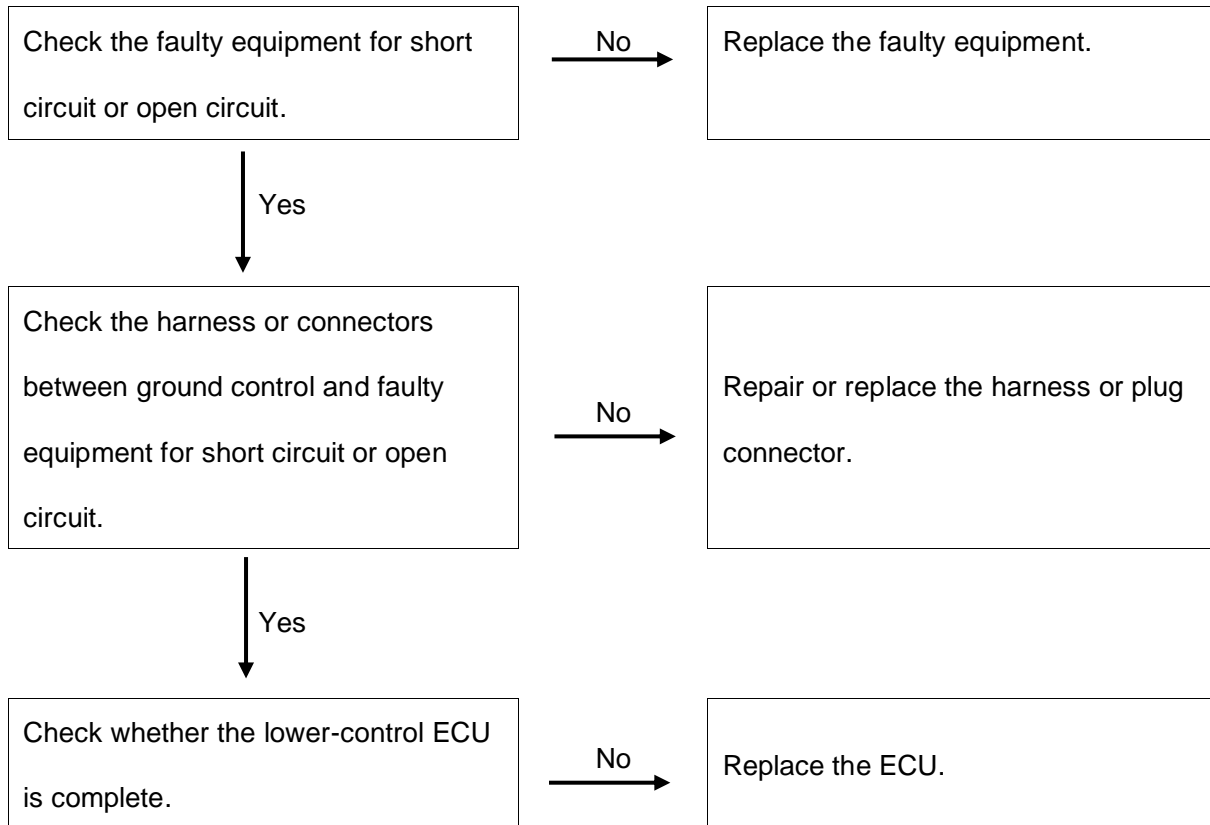 Check the faulty equipment for short
circuit or open circuit.
No
Replace the faulty equipment.
Yes
Check the harness or connectors
between ground control and faulty
equipment for short circuit or open
circuit.
No
Repair or replace the harness or plug
connector.
Yes
Check whether the lower-control ECU
is complete.
No
Replace the ECU.